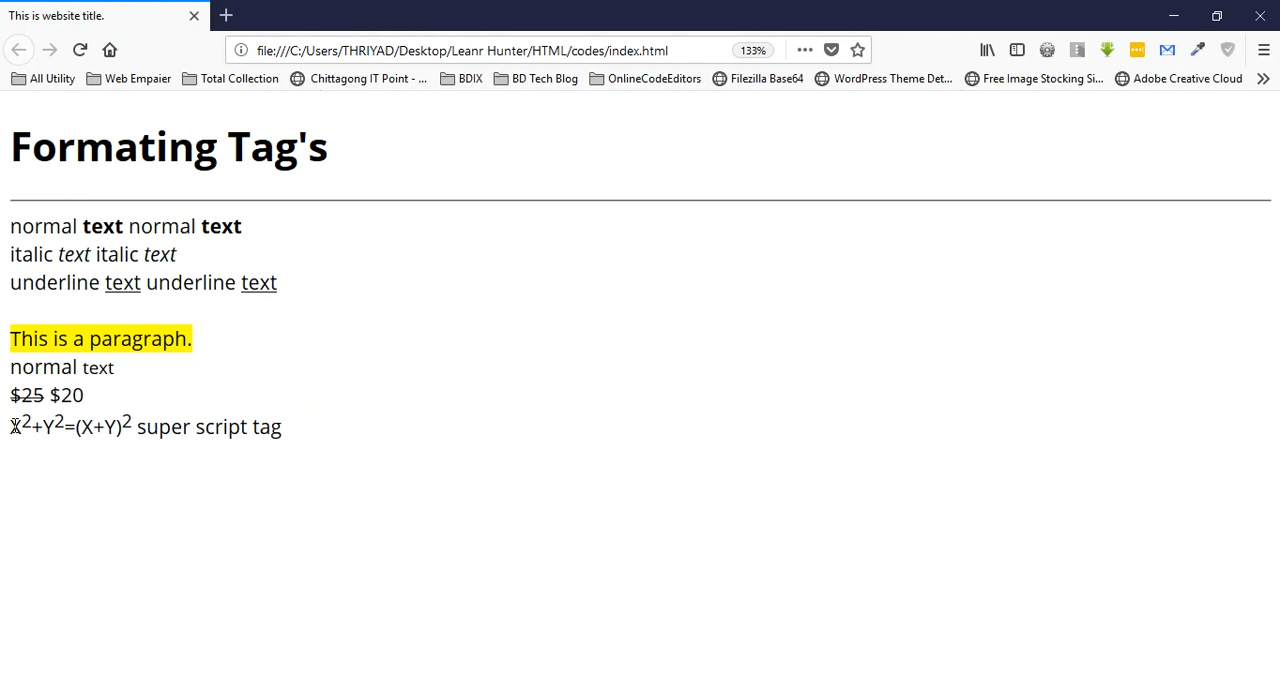 This is website title.
file:///C:/Users/THRIYAD/Desktop/Leanr Hunter/HTML/codes/index.html 133%
All Utility Web Empaier Total Collection Chittagong IT Point - ... BDIX BD Tech Blog OnlineCodeEditors Filezilla Base64 WordPress Theme Det... Free Image Stocking Si... Adobe Creative Cloud
Formating Tag's
normal text normal text
italic text italic text
underline text underline text
This is a paragraph.
normal text
$25 $20
X²+Y²=(X+Y)² super script tag